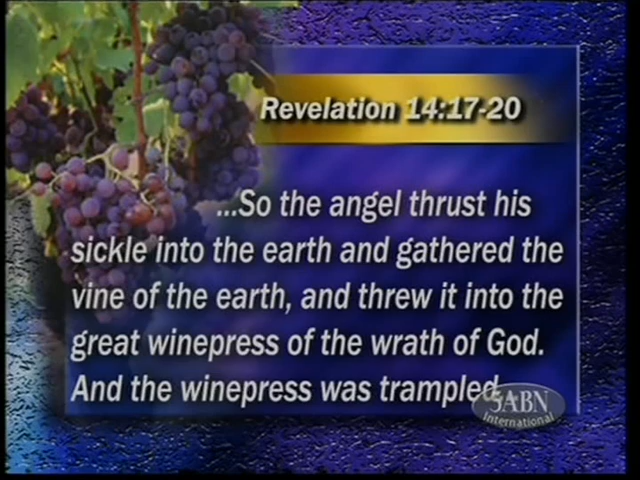 Revelation 14:17-20
...So the angel thrust his
sickle into the earth and gathered the
vine of the earth, and threw it into the
great winepress of the wrath of God.
And the winepress was trampled...
3ABN
International